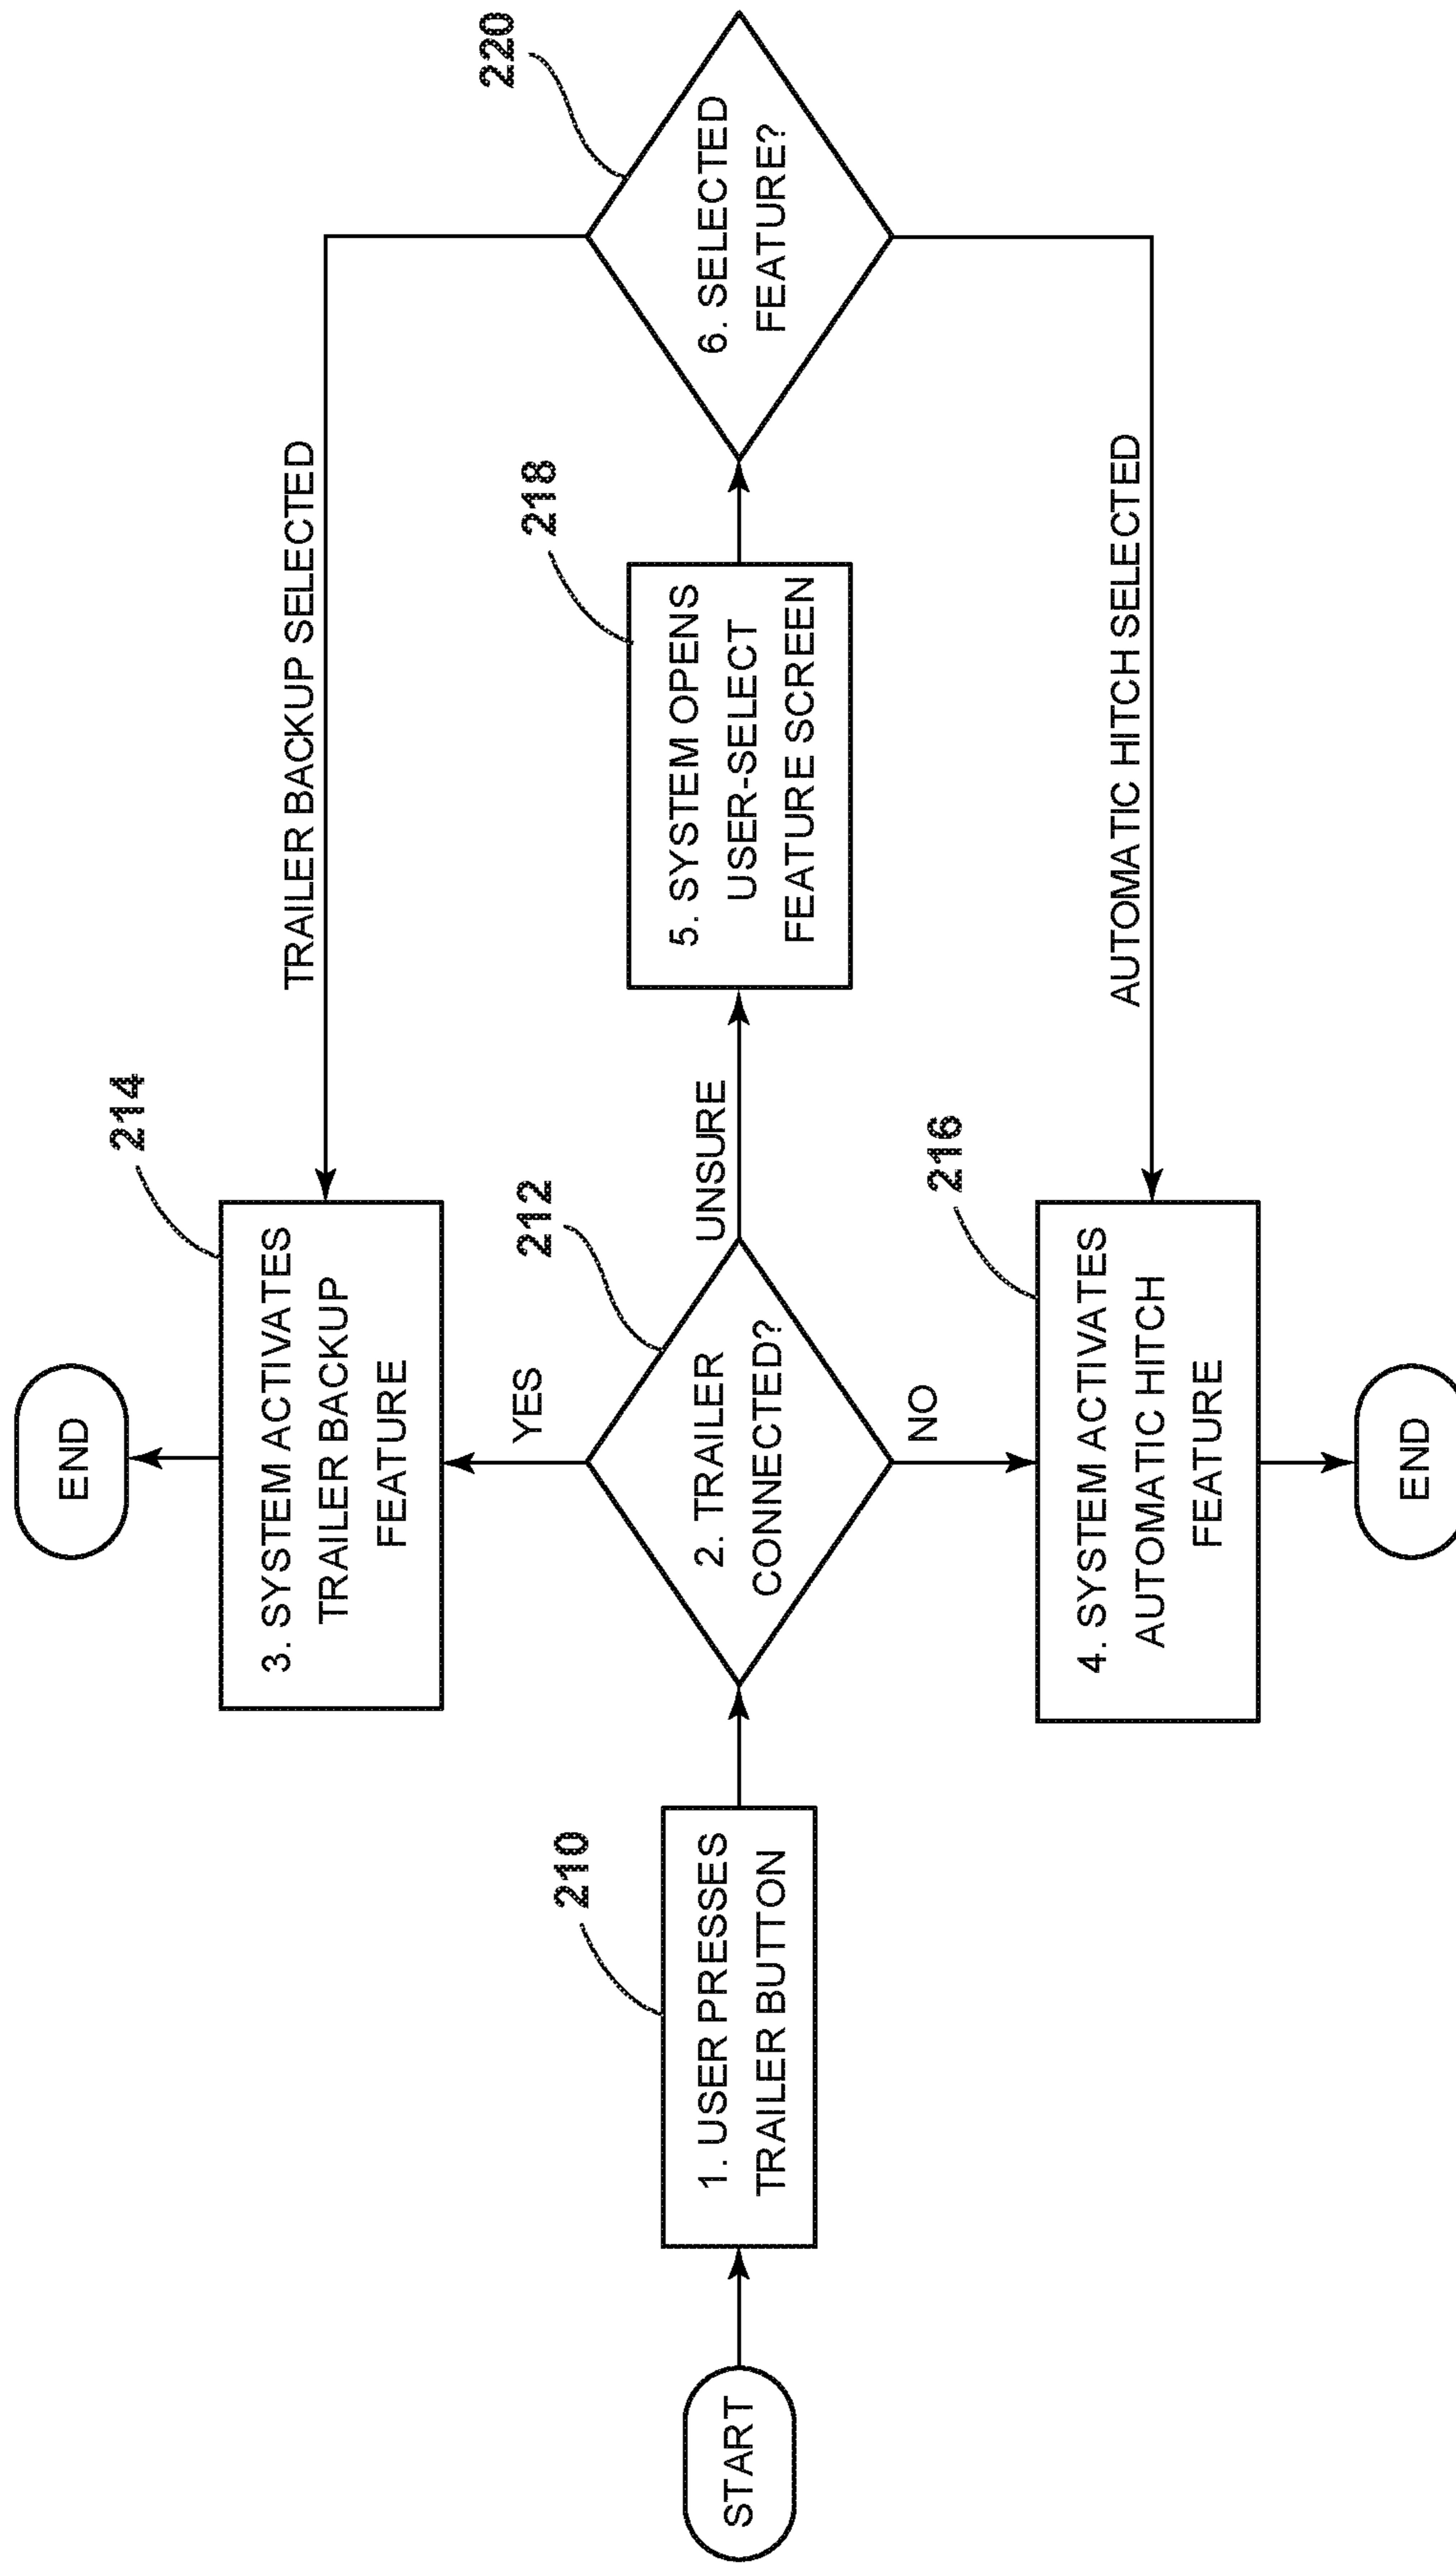 START
210
1. USER PRESSES
TRAILER BUTTON
212
2. TRAILER
CONNECTED?
YES
NO
UNSURE
214
3. SYSTEM ACTIVATES
TRAILER BACKUP
FEATURE
END
216
4. SYSTEM ACTIVATES
AUTOMATIC HITCH
FEATURE
END
218
5. SYSTEM OPENS
USER-SELECT
FEATURE SCREEN
220
6. SELECTED
FEATURE?
TRAILER BACKUP SELECTED
AUTOMATIC HITCH SELECTED